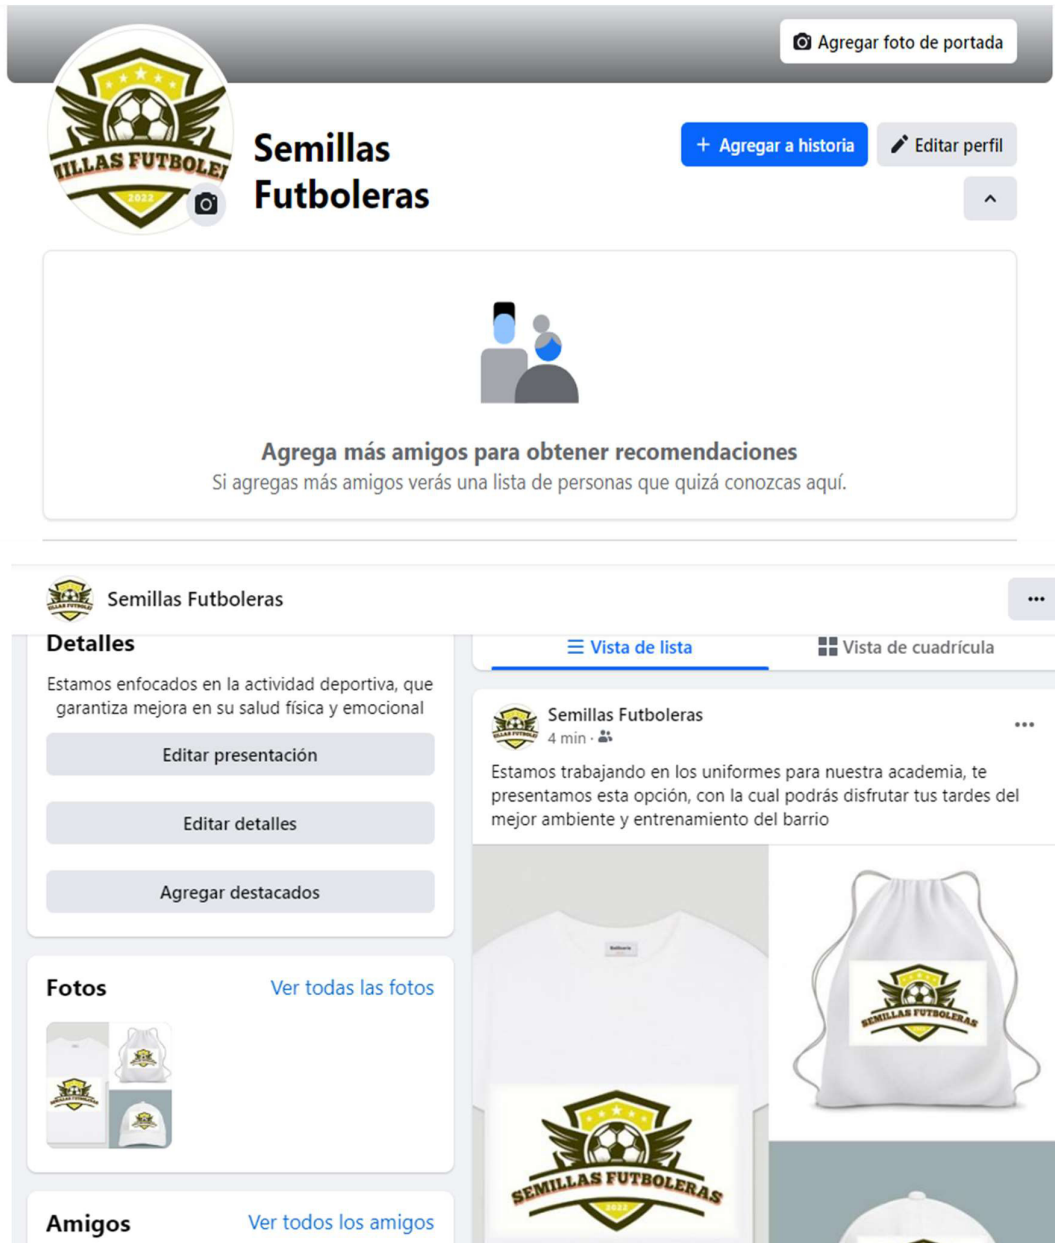 Agregar foto de portada
ILLAS FUTBOLE
2022
Semillas
Futboleras
+ Agregar a historia
Editar perfil
Agrega más amigos para obtener recomendaciones
Si agregas más amigos verás una lista de personas que quizá conozcas aquí.
Semillas Futboleras
...
Detalles
Estamos enfocados en la actividad deportiva, que
garantiza mejora en su salud física y emocional
Editar presentación
Editar detalles
Agregar destacados
Fotos
Ver todas las fotos
Amigos
Ver todos los amigos
Vista de lista
Vista de cuadrícula
Semillas Futboleras
4 min ·
...
Estamos trabajando en los uniformes para nuestra academia, te
presentamos esta opción, con la cual podrás disfrutar tus tardes del
mejor ambiente y entrenamiento del barrio
SEMILLAS FUTBOLERAS
2022
SEMILLAS FUTBOLERAS